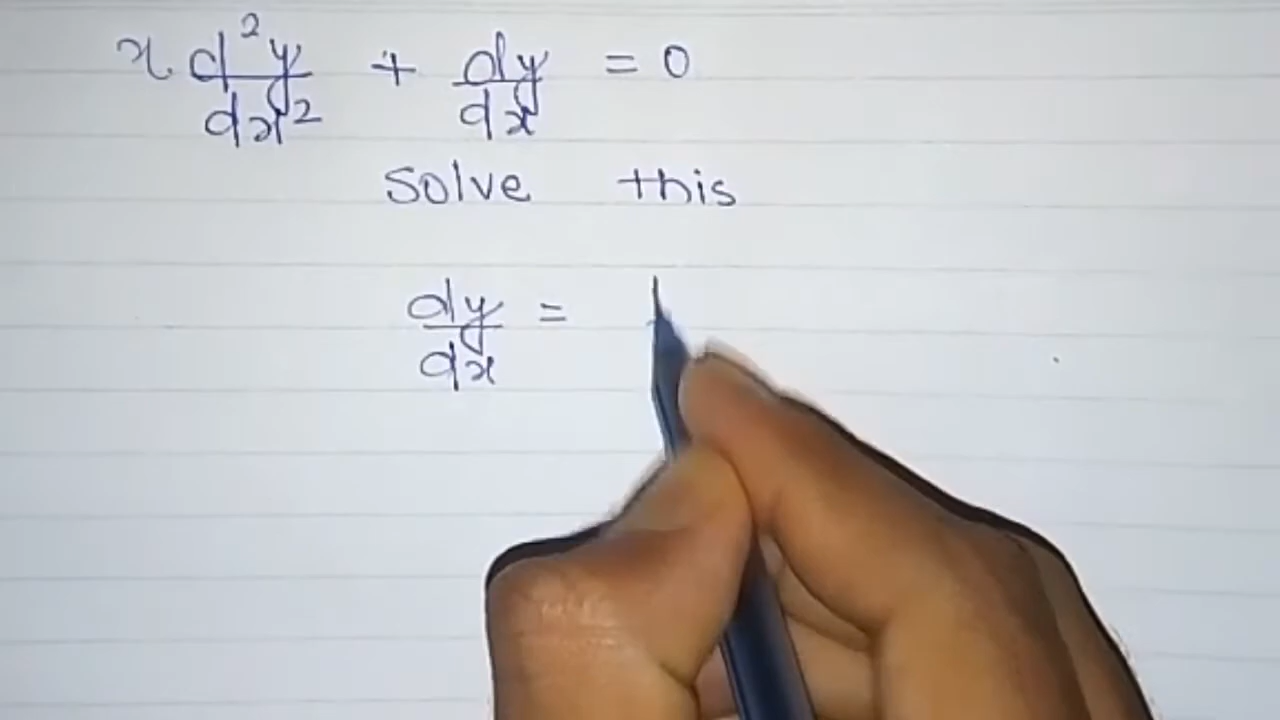 x d²y/dx² + dy/dx = 0
Solve this
dy/dx =